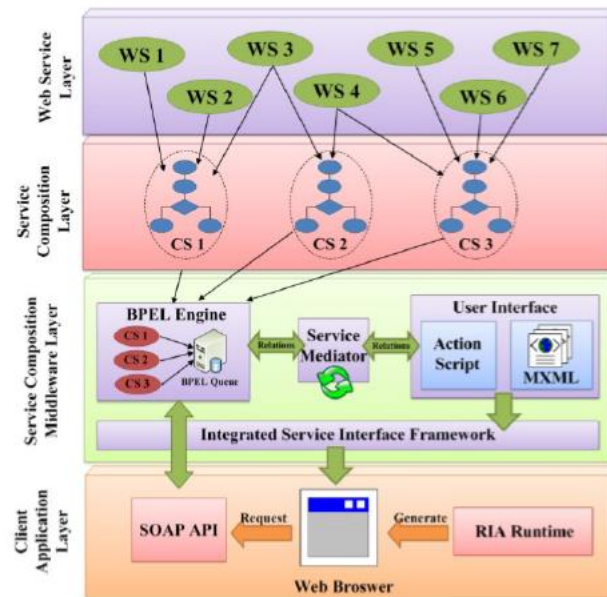 Web Service
Layer
WS 1
WS 2
WS 3
WS 4
WS 5
WS 6
WS 7
Service
Composition
Layer
CS 1
CS 2
CS 3
Service Composition
Middleware Layer
BPEL Engine
CS 1
CS 2
CS 3
BPEL Queue
Relations
Service
Mediator
Relations
User Interface
Action
Script
MXML
Integrated Service Interface Framework
Client
Application
Layer
SOAP API
Request
Generate
RIA Runtime
Web Broswer